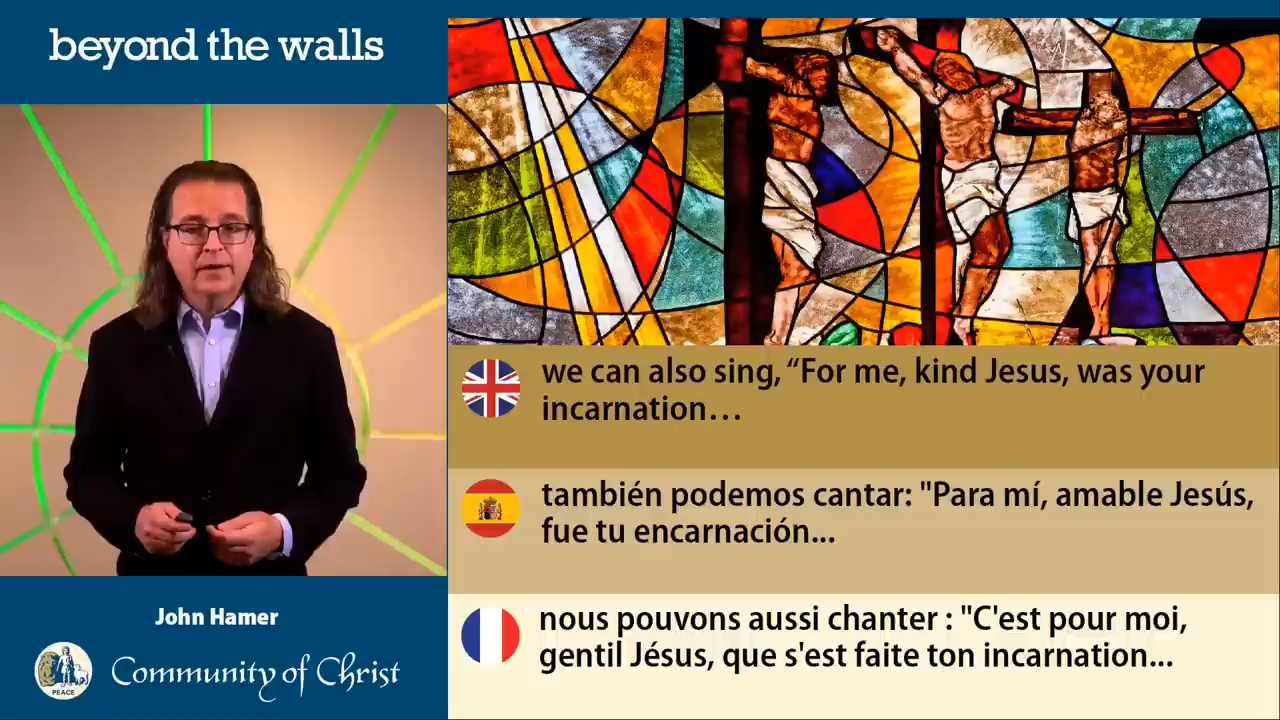 beyond the walls
we can also sing, “For me, kind Jesus, was your
incarnation…
también podemos cantar: "Para mí, amable Jesús,
fue tu encarnación...
nous pouvons aussi chanter : "C'est pour moi,
gentil Jésus, que s'est faite ton incarnation...
John Hamer
PEACE
Community of Christ